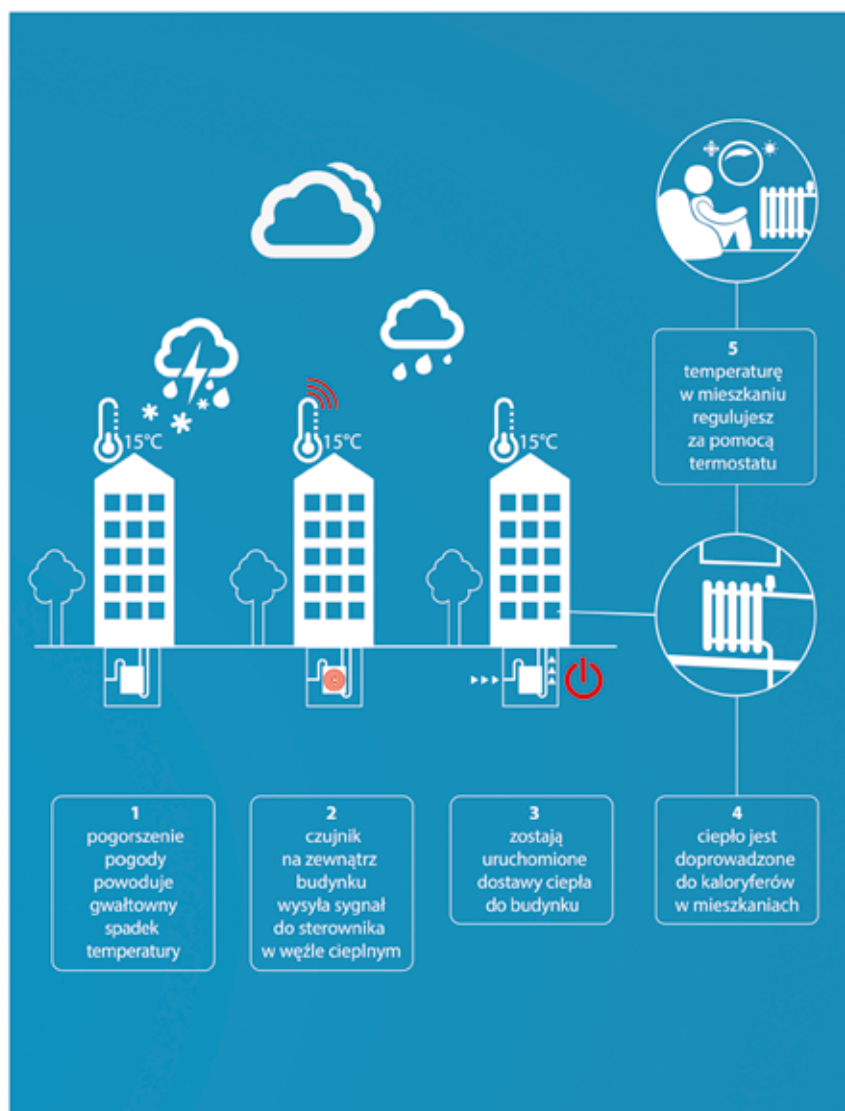 15°C
15°C
15°C
1
pogorszenie
pogody
powoduje
gwałtowny
spadek
temperatury
2
czujnik
na zewnątrz
budynku
wysyła sygnał
do sterownika
w węźle cieplnym
3
zostają
uruchomione
dostawy ciepła
do budynku
4
ciepło jest
doprowadzone
do kaloryferów
w mieszkaniach
5
temperaturę
w mieszkaniu
regulujesz
za pomocą
termostatu